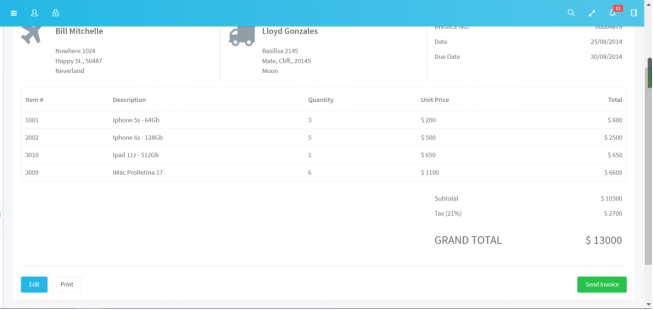 11
Bill Mitchelle
Nowhere 1024
Happy St., 50487
Neverland
Lloyd Gonzales
Basilisa 2145
Mate, Cliff., 20145
Moon
Date 25/08/2014
Due Date 30/08/2014
Item # Description Quantity Unit Price Total
1001 Iphone 5s - 64Gb 3 $ 200 $ 600
2002 Iphone 6s - 128Gb 5 $ 500 $ 2500
3010 Ipad 11z - 512Gb 1 $ 650 $ 650
3009 iMac ProRetina 17 6 $ 1100 $ 6600
Subtotal $ 10300
Tax (21%) $ 2700
GRAND TOTAL $ 13000
Edit Print Send Invoice